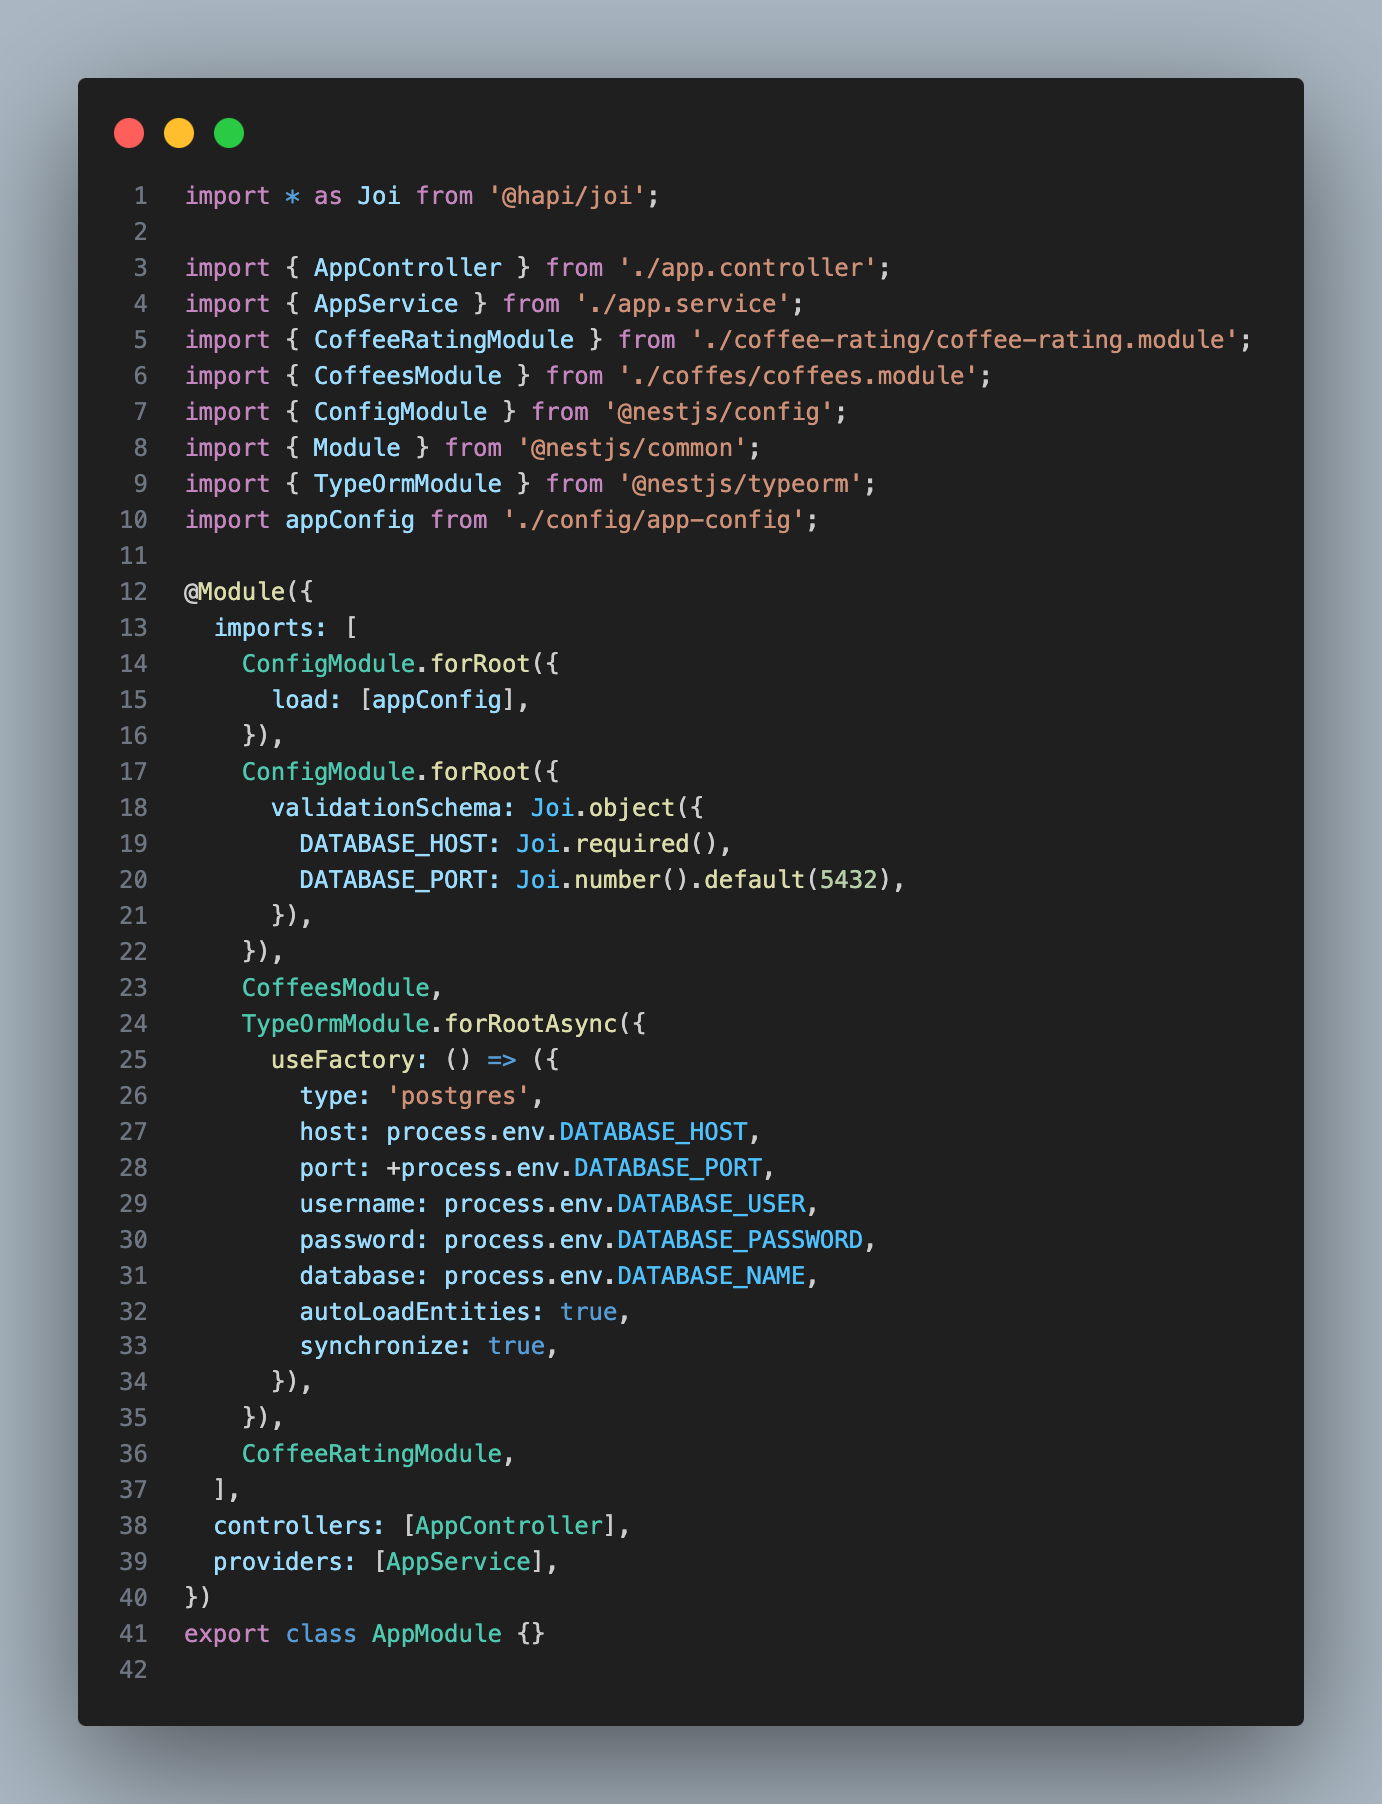 1 import * as Joi from '@hapi/joi';
2
3 import { AppController } from './app.controller';
4 import { AppService } from './app.service';
5 import { CoffeeRatingModule } from './coffee-rating/coffee-rating.module';
6 import { CoffeesModule } from './coffes/coffees.module';
7 import { ConfigModule } from '@nestjs/config';
8 import { Module } from '@nestjs/common';
9 import { TypeOrmModule } from '@nestjs/typeorm';
10 import appConfig from './config/app-config';
11
12 @Module({
13   imports: [
14     ConfigModule.forRoot({
15       load: [appConfig],
16     }),
17     ConfigModule.forRoot({
18       validationSchema: Joi.object({
19         DATABASE_HOST: Joi.required(),
20         DATABASE_PORT: Joi.number().default(5432),
21       }),
22     }),
23     CoffeesModule,
24     TypeOrmModule.forRootAsync({
25       useFactory: () => ({
26         type: 'postgres',
27         host: process.env.DATABASE_HOST,
28         port: +process.env.DATABASE_PORT,
29         username: process.env.DATABASE_USER,
30         password: process.env.DATABASE_PASSWORD,
31         database: process.env.DATABASE_NAME,
32         autoLoadEntities: true,
33         synchronize: true,
34       }),
35     }),
36     CoffeeRatingModule,
37   ],
38   controllers: [AppController],
39   providers: [AppService],
40 })
41 export class AppModule {}
42